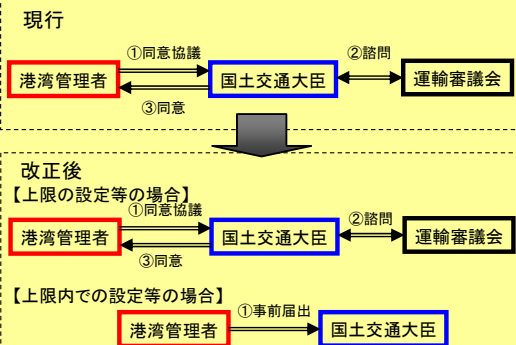 現行
①同意協議
②諮問
港湾管理者
国土交通大臣
運輸審議会
③同意
改正後
【上限の設定等の場合】
①同意協議
②諮問
港湾管理者
国土交通大臣
運輸審議会
③同意
【上限内での設定等の場合】
①事前届出
港湾管理者
国土交通大臣